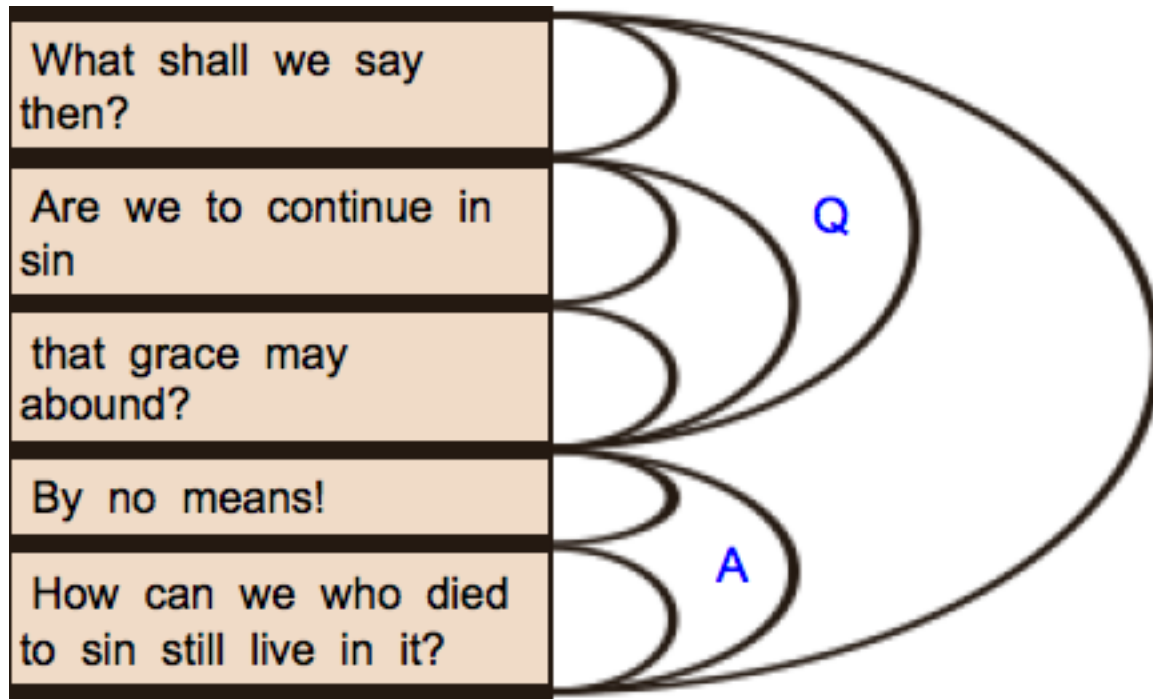 What shall we say
then?
Are we to continue in
sin
that grace may
abound?
By no means!
How can we who died
to sin still live in it?
Q
A